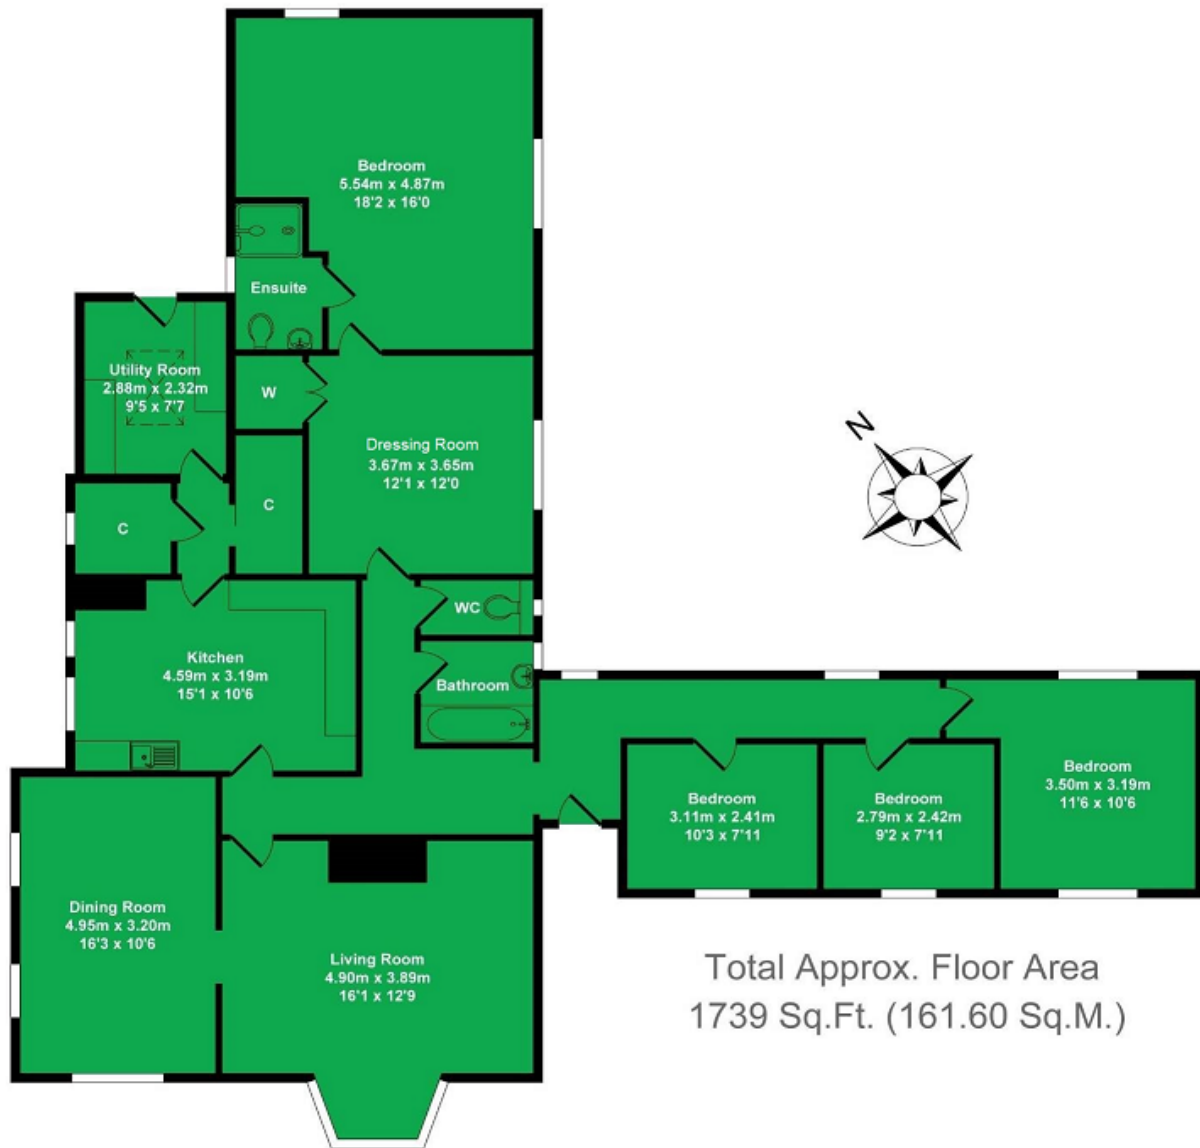 Bedroom
5.54m x 4.87m
18'2 x 16'0
Ensuite
Utility Room
2.88m x 2.32m
9'5 x 7'7
W
Dressing Room
3.67m x 3.65m
12'1 x 12'0
C
C
N
WC
Kitchen
4.59m x 3.19m
15'1 x 10'6
Bathroom
Bedroom
3.50m x 3.19m
11'6 x 10'6
Bedroom
3.11m x 2.41m
10'3 x 7'11
Bedroom
2.79m x 2.42m
9'2 x 7'11
Dining Room
4.95m x 3.20m
16'3 x 10'6
Living Room
4.90m x 3.89m
16'1 x 12'9
Total Approx. Floor Area
1739 Sq.Ft. (161.60 Sq.M.)